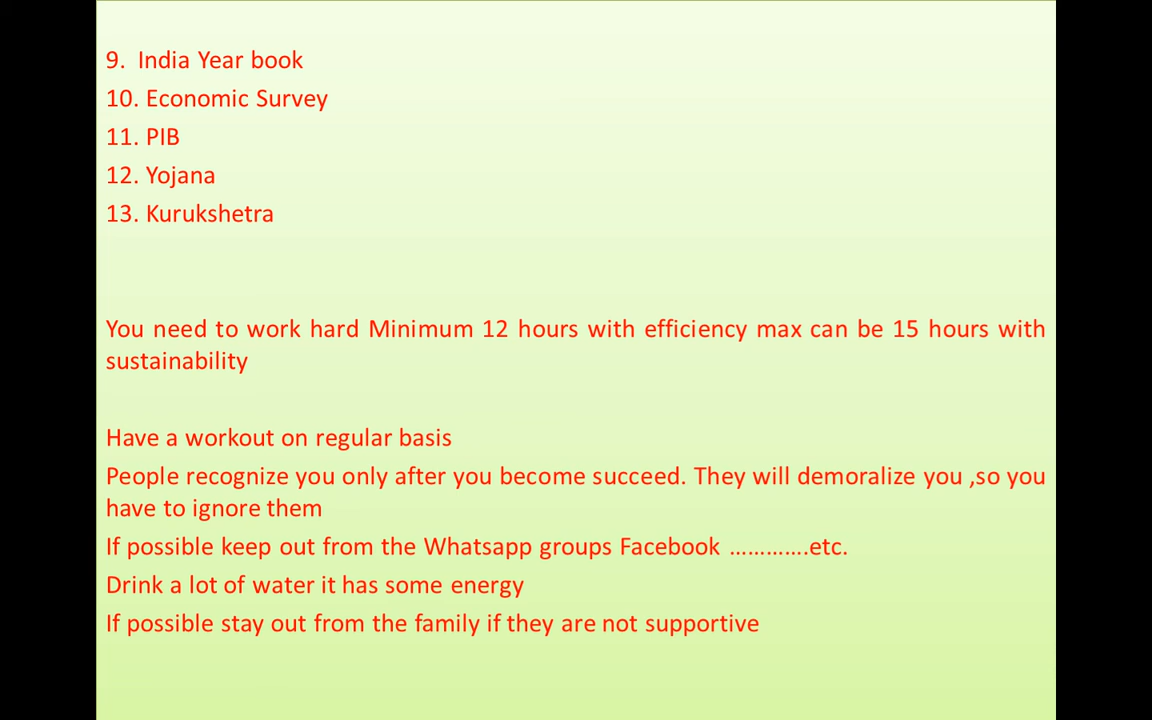 9. India Year book
10. Economic Survey
11. PIB
12. Yojana
13. Kurukshetra
You need to work hard Minimum 12 hours with efficiency max can be 15 hours with
sustainability
Have a workout on regular basis
People recognize you only after you become succeed. They will demoralize you ,so you
have to ignore them
If possible keep out from the Whatsapp groups Facebook ………….etc.
Drink a lot of water it has some energy
If possible stay out from the family if they are not supportive